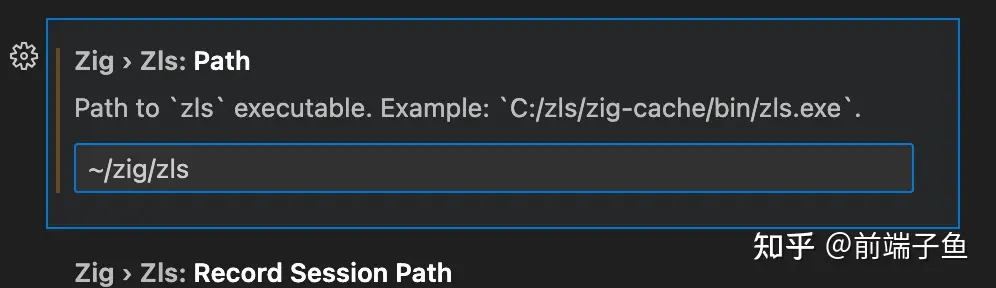 Zig › Zls: Path
Path to `zls` executable. Example: `C:/zls/zig-cache/bin/zls.exe`.
~/zig/zls
知乎 @前端子鱼
Zig › Zls: Record Session Path